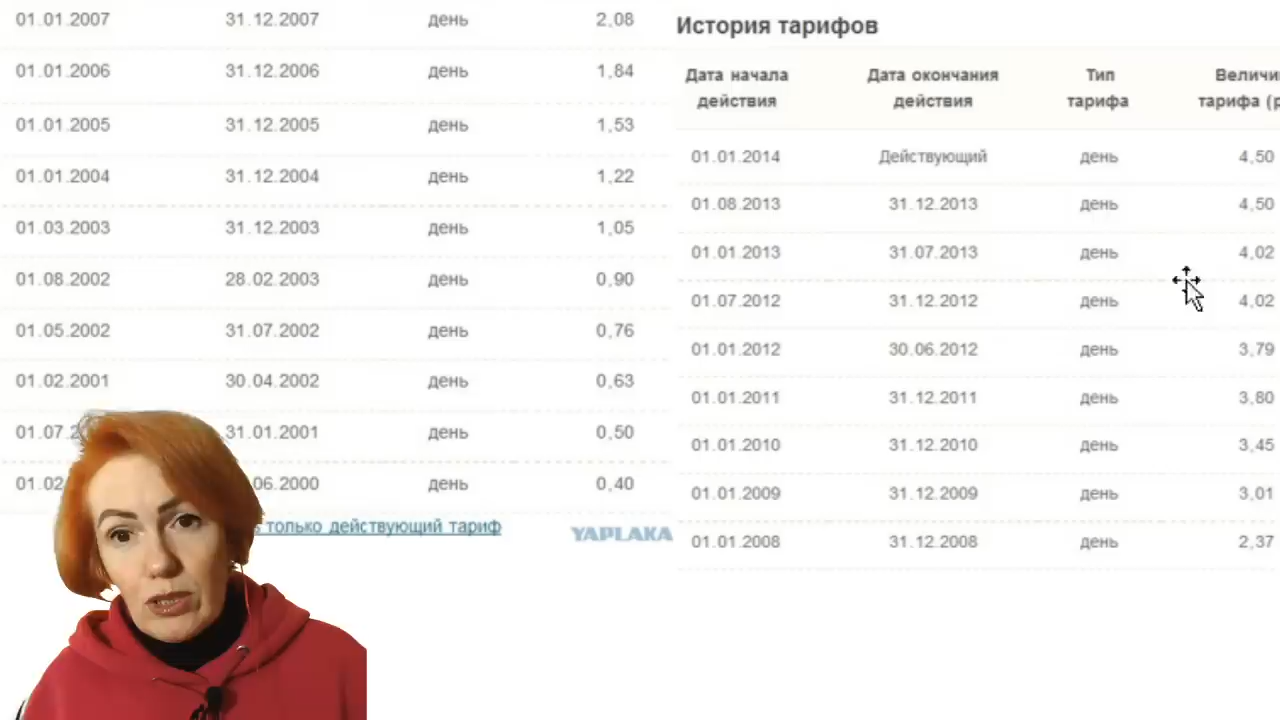 01.01.2007 31.12.2007 день 2,08
01.01.2006 31.12.2006 день 1,84
01.01.2005 31.12.2005 день 1,53
01.01.2004 31.12.2004 день 1,22
01.03.2003 31.12.2003 день 1,05
01.08.2002 28.02.2003 день 0,90
01.05.2002 31.07.2002 день 0,76
01.02.2001 30.04.2002 день 0,63
01.07.2 31.01.2001 день 0,50
01.02 06.2000 день 0,40
только действующий тариф
YAPLAKA
История тарифов
Дата начала Дата окончания Тип Величи
действия действия тарифа тарифа (р
01.01.2014 Действующий день 4,50
01.08.2013 31.12.2013 день 4,50
01.01.2013 31.07.2013 день 4,02
01.07.2012 31.12.2012 день 4,02
01.01.2012 30.06.2012 день 3,79
01.01.2011 31.12.2011 день 3,80
01.01.2010 31.12.2010 день 3,45
01.01.2009 31.12.2009 день 3,01
01.01.2008 31.12.2008 день 2,37